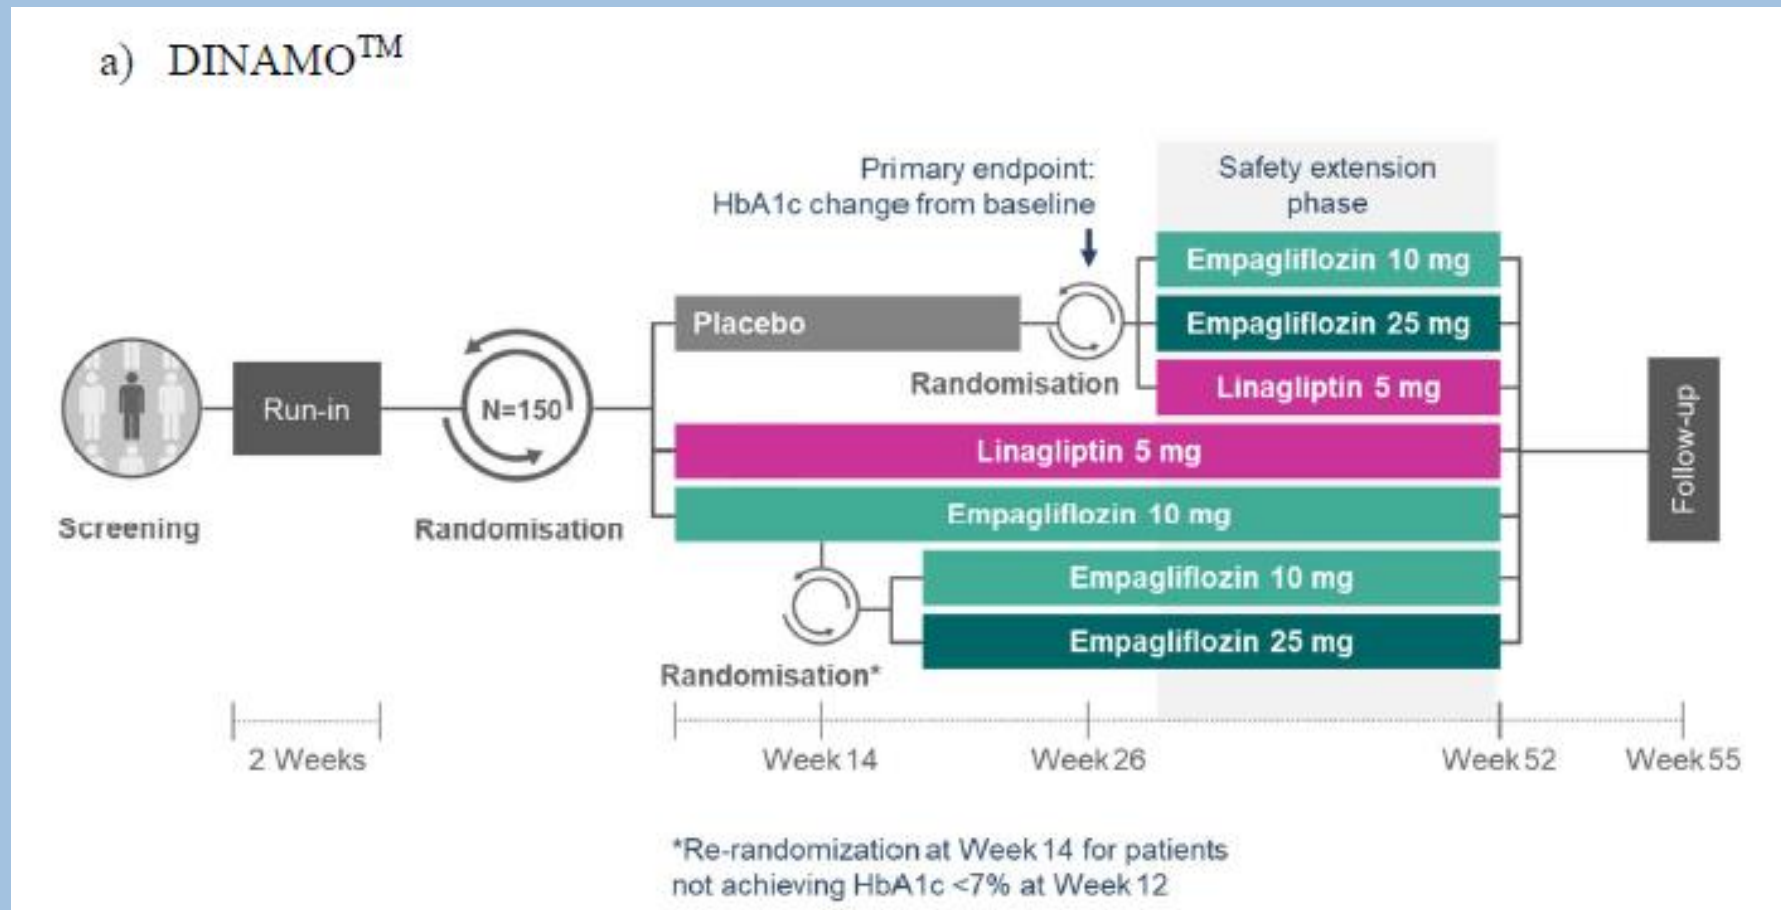 a) DINAMO™
Primary endpoint:
HbA1c change from baseline
Safety extension
phase
Empagliflozin 10 mg
Placebo
Empagliflozin 25 mg
Randomisation
Linagliptin 5 mg
Run-in
N=150
Linagliptin 5 mg
Follow-up
Screening
Randomisation
Empagliflozin 10 mg
Empagliflozin 10 mg
Empagliflozin 25 mg
Randomisation*
2 Weeks
Week 14
Week 26
Week 52
Week 55
*Re-randomization at Week 14 for patients
not achieving HbA1c <7% at Week 12